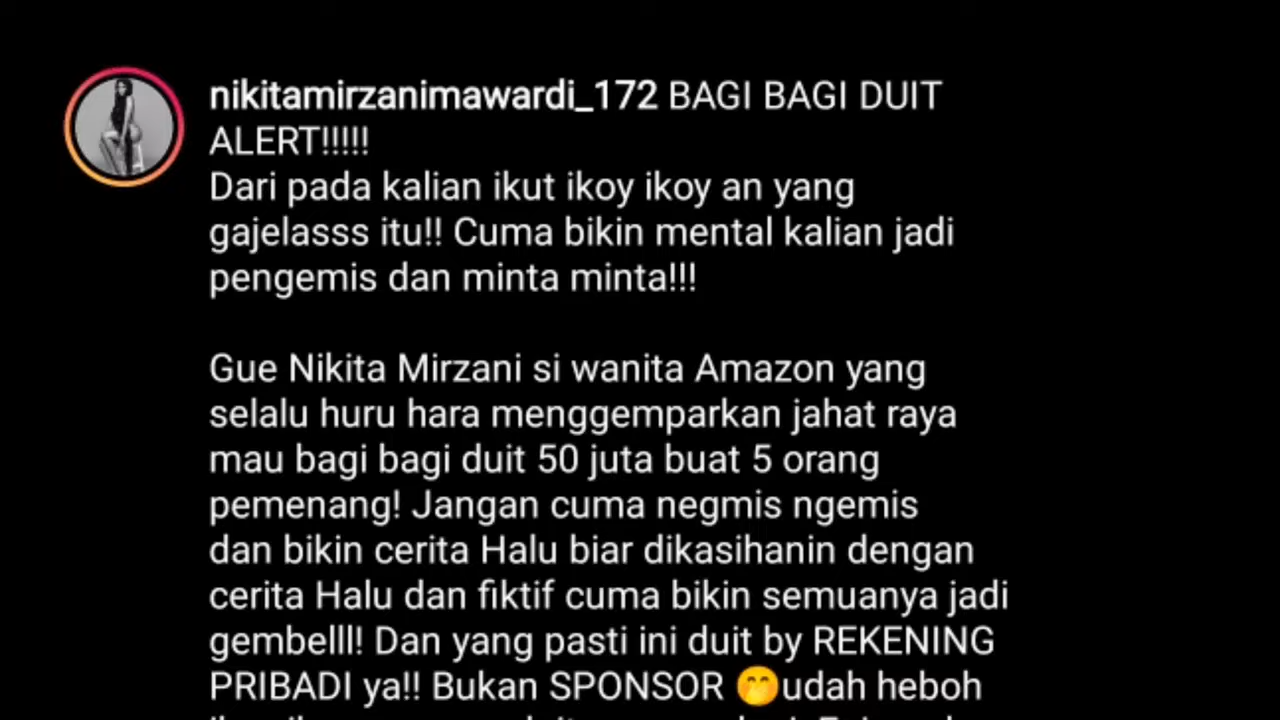 nikitamirzanimawardi_172 BAGI BAGI DUIT
ALERT!!!!!
Dari pada kalian ikut ikoy ikoy an yang
gajelasss itu!! Cuma bikin mental kalian jadi
pengemis dan minta minta!!!
Gue Nikita Mirzani si wanita Amazon yang
selalu huru hara menggemparkan jahat raya
mau bagi bagi duit 50 juta buat 5 orang
pemenang! Jangan cuma negmis ngemis
dan bikin cerita Halu biar dikasihanin dengan
cerita Halu dan fiktif cuma bikin semuanya jadi
gembelll! Dan yang pasti ini duit by REKENING
PRIBADI ya!! Bukan SPONSOR 🤭udah heboh